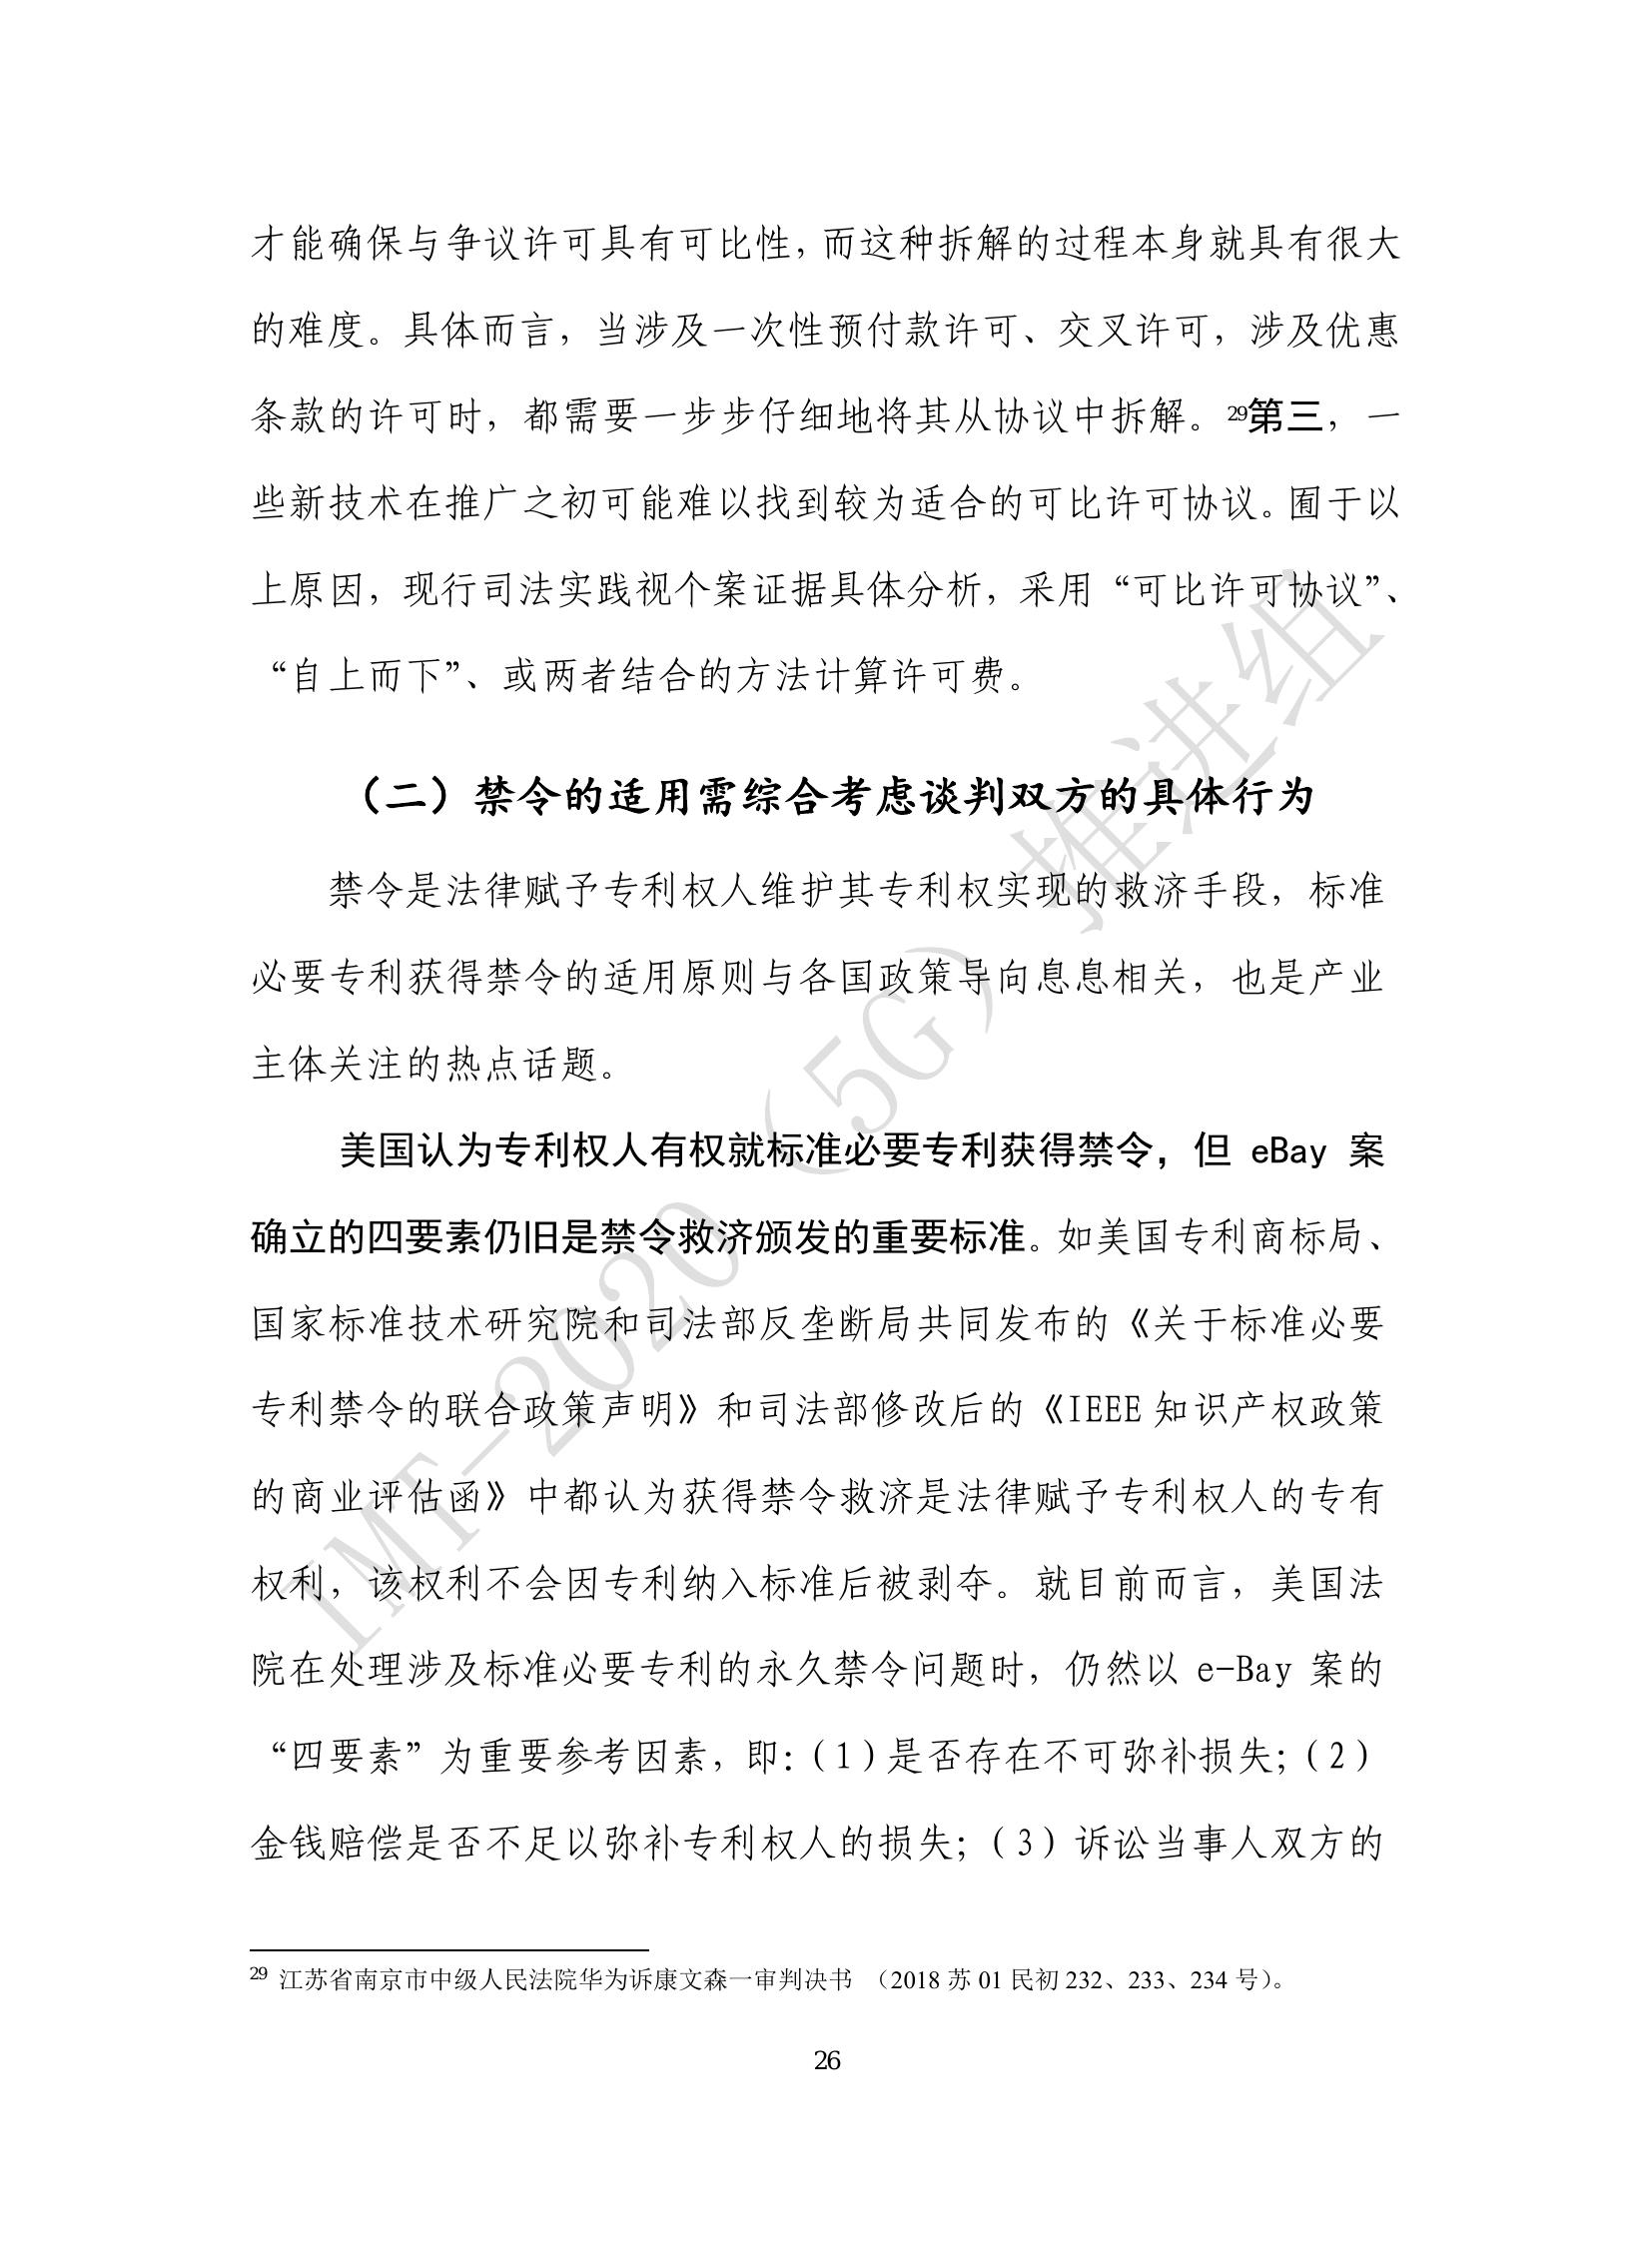 才能确保与争议许可具有可比性，而这种拆解的过程本身就具有很大
的难度。具体而言，当涉及一次性预付款许可、交叉许可，涉及优惠
条款的许可时，都需要一步步仔细地将其从协议中拆解。29第三，一
些新技术在推广之初可能难以找到较为适合的可比许可协议。囿于以
上原因，现行司法实践视个案证据具体分析，采用“可比许可协议”、
“自上而下”、或两者结合的方法计算许可费。
（二）禁令的适用需综合考虑谈判双方的具体行为
禁令是法律赋予专利权人维护其专利权实现的救济手段，标准
必要专利获得禁令的适用原则与各国政策导向息息相关，也是产业
主体关注的热点话题。
美国认为专利权人有权就标准必要专利获得禁令，但 eBay 案
确立的四要素仍旧是禁令救济颁发的重要标准。如美国专利商标局、
国家标准技术研究院和司法部反垄断局共同发布的《关于标准必要
专利禁令的联合政策声明》和司法部修改后的《IEEE 知识产权政策
的商业评估函》中都认为获得禁令救济是法律赋予专利权人的专有
权利，该权利不会因专利纳入标准后被剥夺。就目前而言，美国法
院在处理涉及标准必要专利的永久禁令问题时，仍然以 e-Bay 案的
“四要素”为重要参考因素，即：（1）是否存在不可弥补损失；（2）
金钱赔偿是否不足以弥补专利权人的损失；（3）诉讼当事人双方的
29 江苏省南京市中级人民法院华为诉康文森一审判决书 （2018 苏 01 民初 232、233、234 号）。
26
IMT-2020（5G）推进组